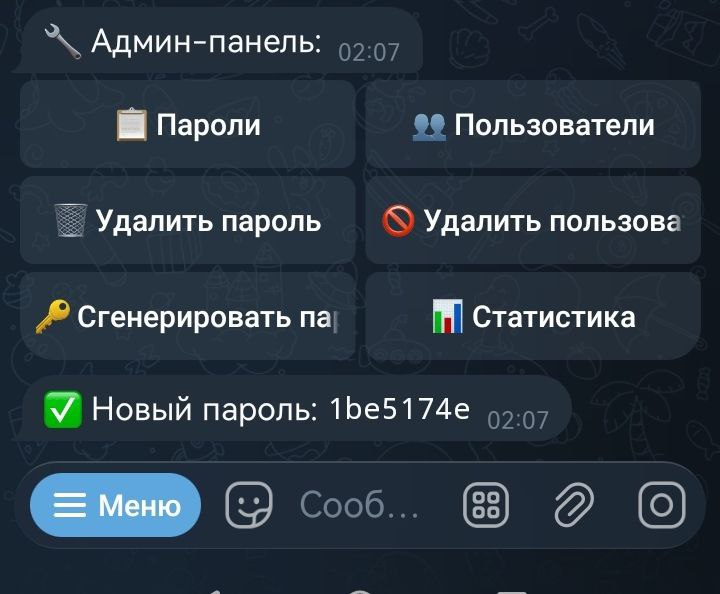 Админ-панель: 02:07
Пароли
Пользователи
Удалить пароль
Удалить пользова
Сгенерировать па
Статистика
Новый пароль: 1be5174e 02:07
Меню
Сооб...